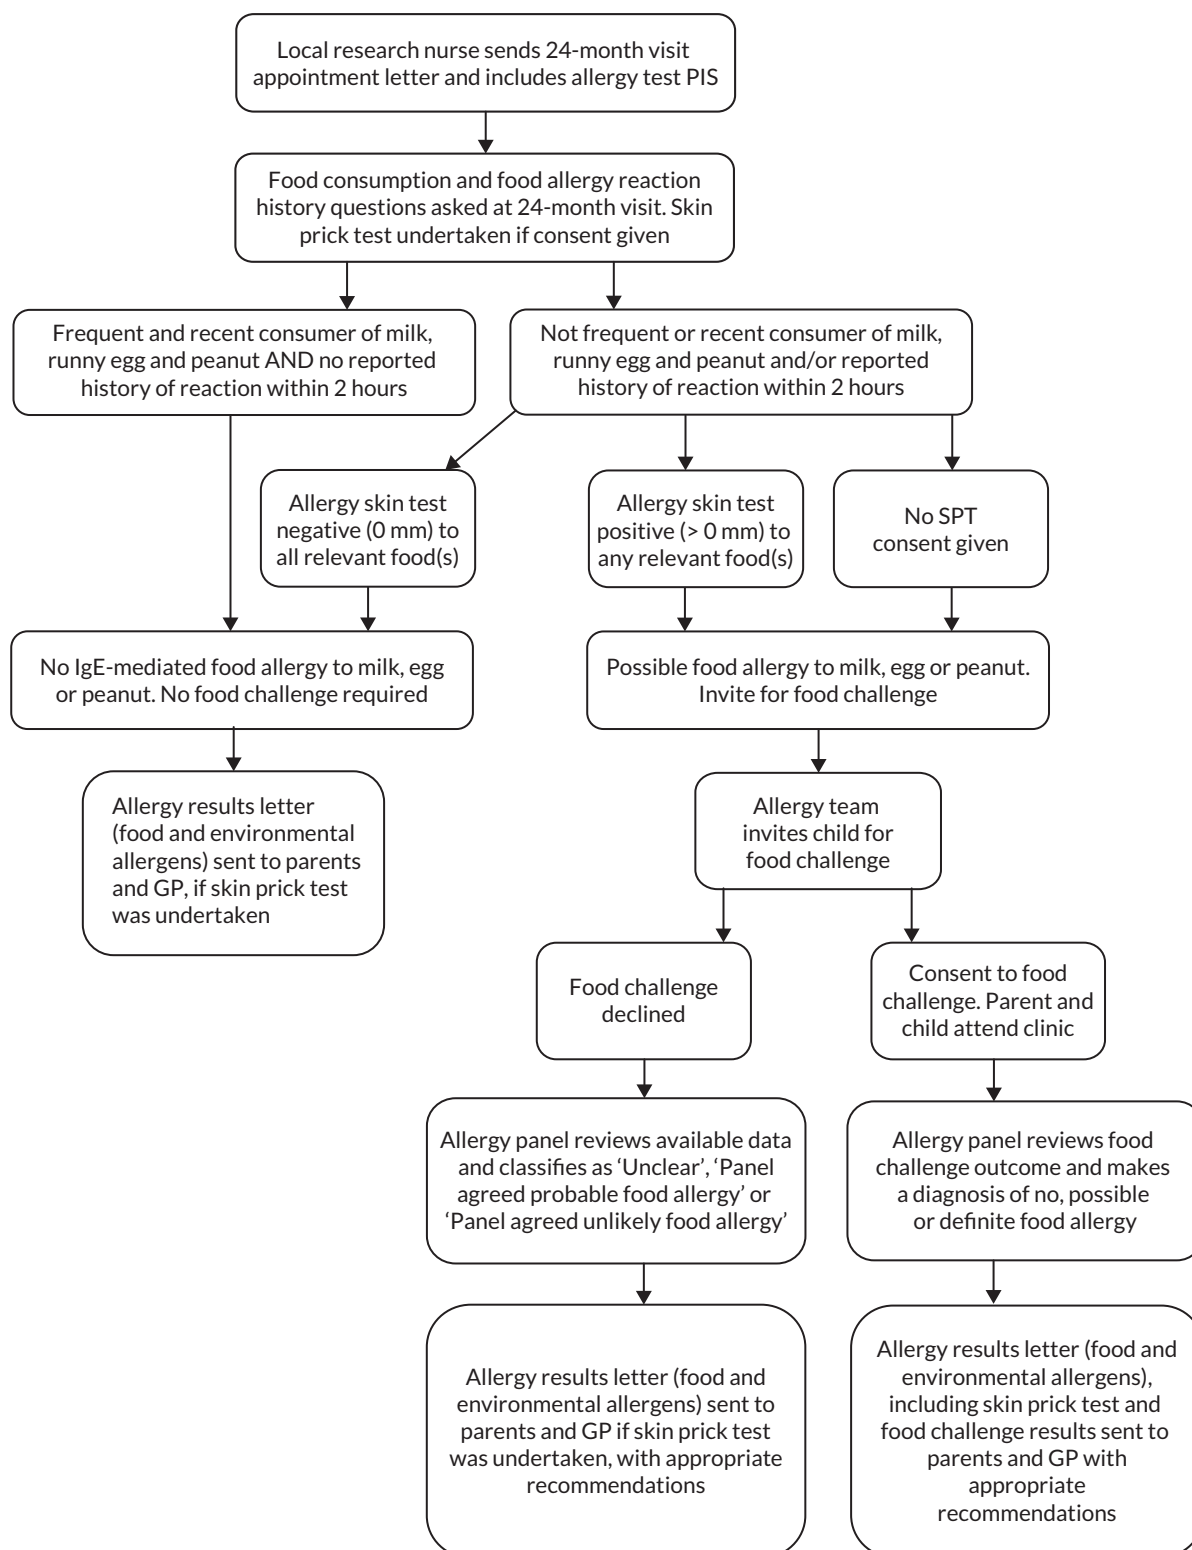 Local research nurse sends 24-month visit
appointment letter and includes allergy test PIS
Food consumption and food allergy reaction
history questions asked at 24-month visit. Skin
prick test undertaken if consent given
Frequent and recent consumer of milk,
runny egg and peanut AND no reported
history of reaction within 2 hours
Not frequent or recent consumer of milk,
runny egg and peanut and/or reported
history of reaction within 2 hours
Allergy skin test
negative (0 mm) to
all relevant food(s)
Allergy skin test
positive (> 0 mm) to
any relevant food(s)
No SPT
consent given
No IgE-mediated food allergy to milk, egg
or peanut. No food challenge required
Possible food allergy to milk, egg or peanut.
Invite for food challenge
Allergy results letter
(food and environmental
allergens) sent to parents
and GP, if skin prick test
was undertaken
Allergy team
invites child for
food challenge
Food challenge
declined
Consent to food
challenge. Parent and
child attend clinic
Allergy panel reviews available data
and classifies as ‘Unclear’, ‘Panel
agreed probable food allergy’ or
‘Panel agreed unlikely food allergy’
Allergy panel reviews food
challenge outcome and makes
a diagnosis of no, possible
or definite food allergy
Allergy results letter (food and
environmental allergens) sent to
parents and GP if skin prick test
was undertaken, with appropriate
recommendations
Allergy results letter (food and
environmental allergens),
including skin prick test and
food challenge results sent to
parents and GP with
appropriate
recommendations